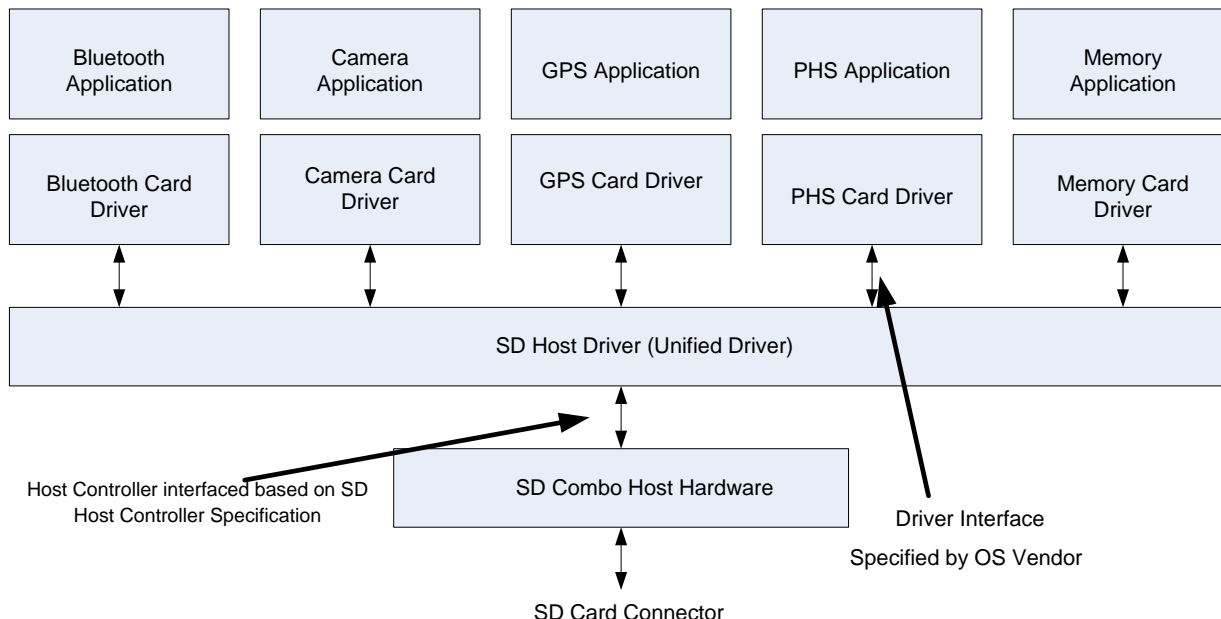 Bluetooth
Application
Camera
Application
GPS Application
PHS Application
Memory
Application
Bluetooth Card
Driver
Camera Card
Driver
GPS Card Driver
PHS Card Driver
Memory Card
Driver
SD Host Driver (Unified Driver)
Host Controller interfaced based on SD
Host Controller Specification
SD Combo Host Hardware
Driver Interface
Specified by OS Vendor
SD Card Connector